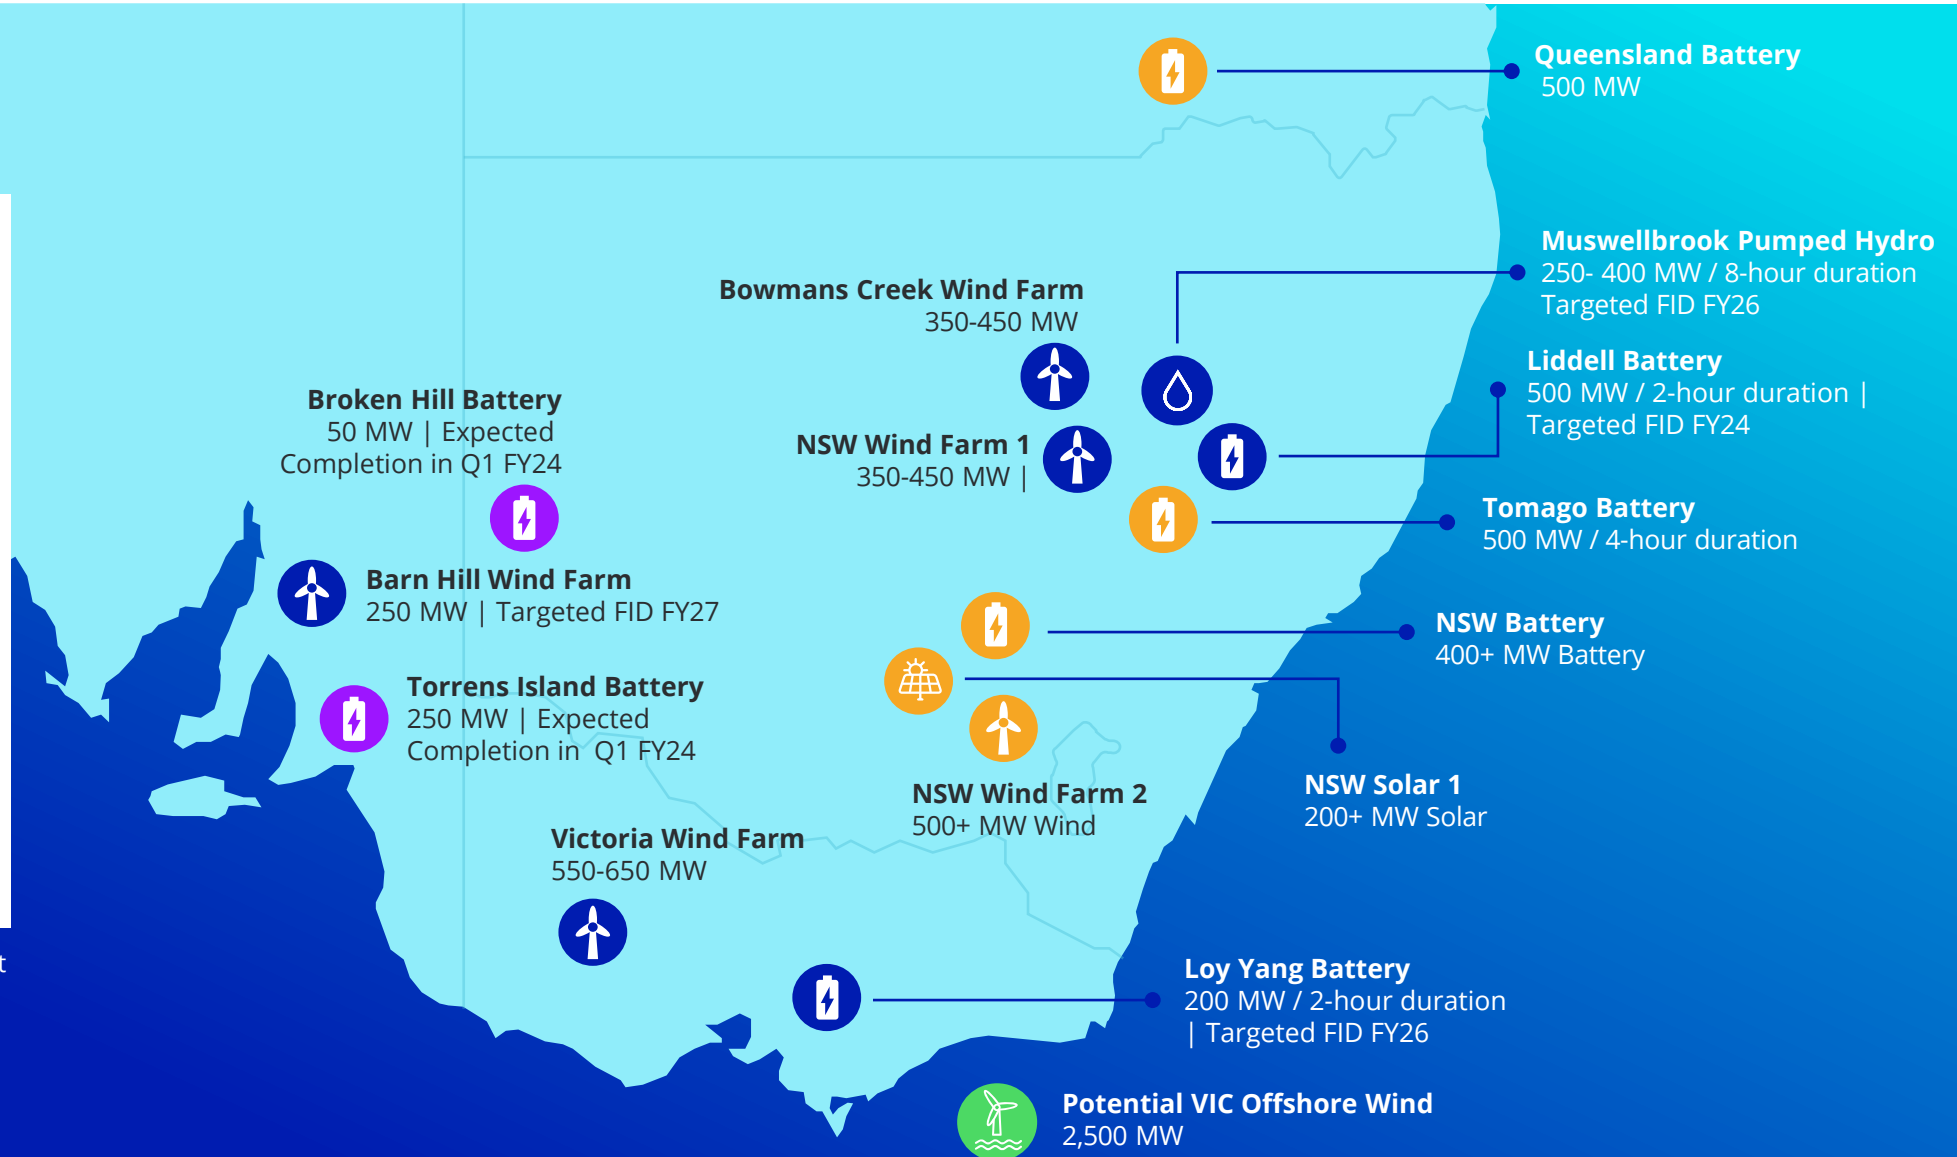 Queensland Battery
500 MW
Muswellbrook Pumped Hydro
250- 400 MW / 8-hour duration
Targeted FID FY26
Bowmans Creek Wind Farm
350-450 MW
Liddell Battery
500 MW / 2-hour duration |
Targeted FID FY24
Broken Hill Battery
50 MW | Expected
Completion in Q1 FY24
NSW Wind Farm 1
350-450 MW |
Tomago Battery
500 MW / 4-hour duration
Barn Hill Wind Farm
250 MW | Targeted FID FY27
NSW Battery
400+ MW Battery
Torrens Island Battery
250 MW | Expected
Completion in Q1 FY24
NSW Solar 1
200+ MW Solar
NSW Wind Farm 2
500+ MW Wind
Victoria Wind Farm
550-650 MW
t
Loy Yang Battery
200 MW / 2-hour duration
| Targeted FID FY26
Potential VIC Offshore Wind
2,500 MW